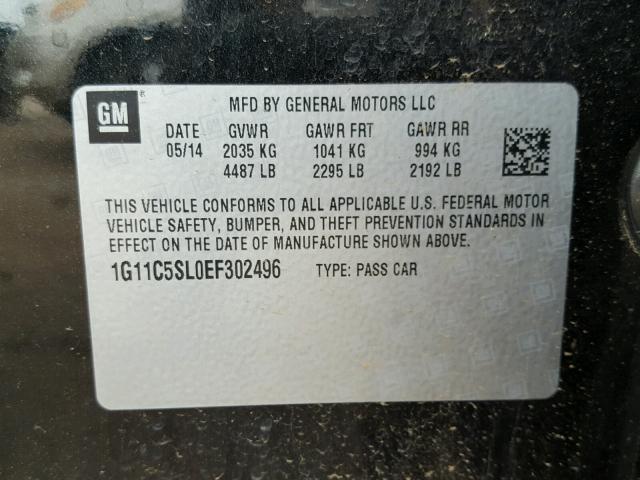 GM
MFD BY GENERAL MOTORS LLC
DATE GVWR GAWR FRT GAWR RR
05/14 2035 KG 1041 KG 994 KG
4487 LB 2295 LB 2192 LB
THIS VEHICLE CONFORMS TO ALL APPLICABLE U.S. FEDERAL MOTOR
VEHICLE SAFETY, BUMPER, AND THEFT PREVENTION STANDARDS IN
EFFECT ON THE DATE OF MANUFACTURE SHOWN ABOVE.
1G11C5SL0EF302496 TYPE: PASS CAR